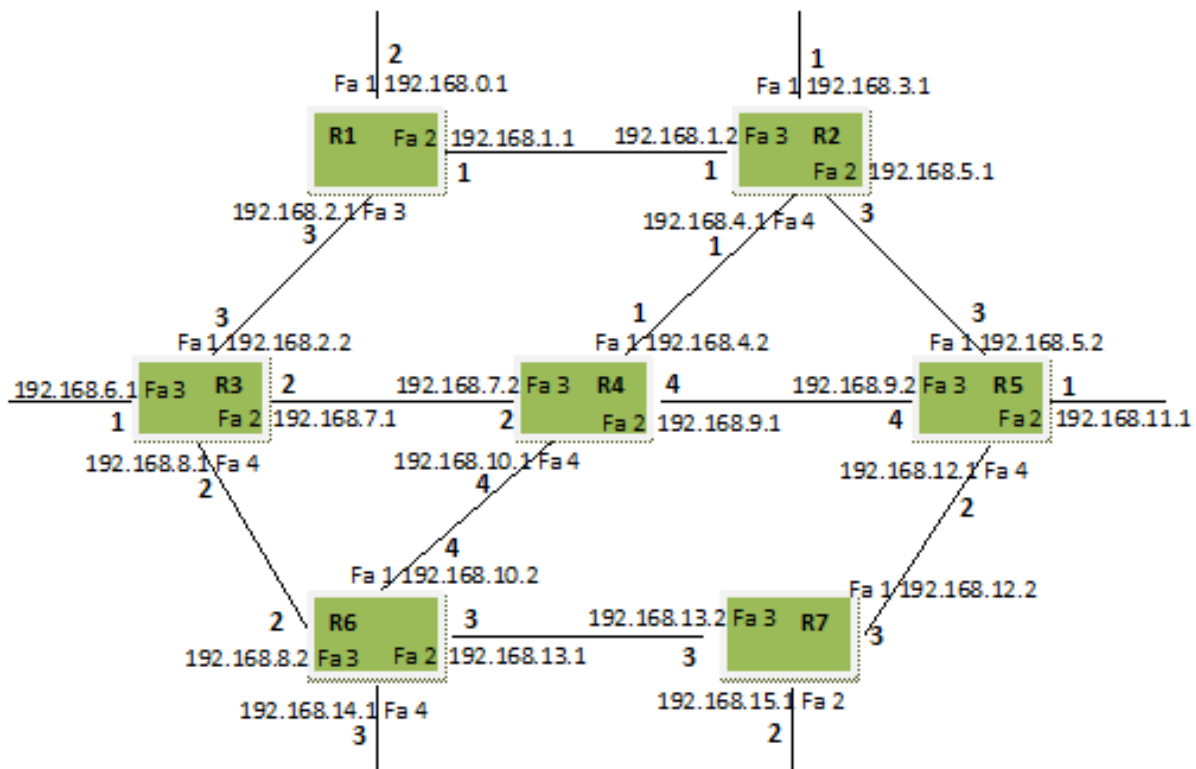 2
Fa 1 192.168.0.1
1
Fa 1 192.168.3.1
R1
Fa 2
192.168.1.1
1
192.168.1.2
1
Fa 3
R2
Fa 2
192.168.5.1
192.168.2.1 Fa 3
3
192.168.4.1 Fa 4
1
3
3
Fa 1 192.168.2.2
1
Fa 1 192.168.4.2
3
Fa 1 192.168.5.2
192.168.6.1
1
Fa 3
R3
Fa 2
2
192.168.7.1
192.168.7.2
2
Fa 3
R4
Fa 2
4
192.168.9.1
192.168.9.2
4
Fa 3
R5
Fa 2
1
192.168.11.1
192.168.8.1 Fa 4
2
192.168.10.1 Fa 4
4
192.168.12.1 Fa 4
2
4
Fa 1 192.168.10.2
Fa 1 192.168.12.2
3
2
R6
192.168.8.2
Fa 3
Fa 2
3
192.168.13.1
192.168.13.2
3
Fa 3
R7
192.168.14.1 Fa 4
3
192.168.15.1 Fa 2
2